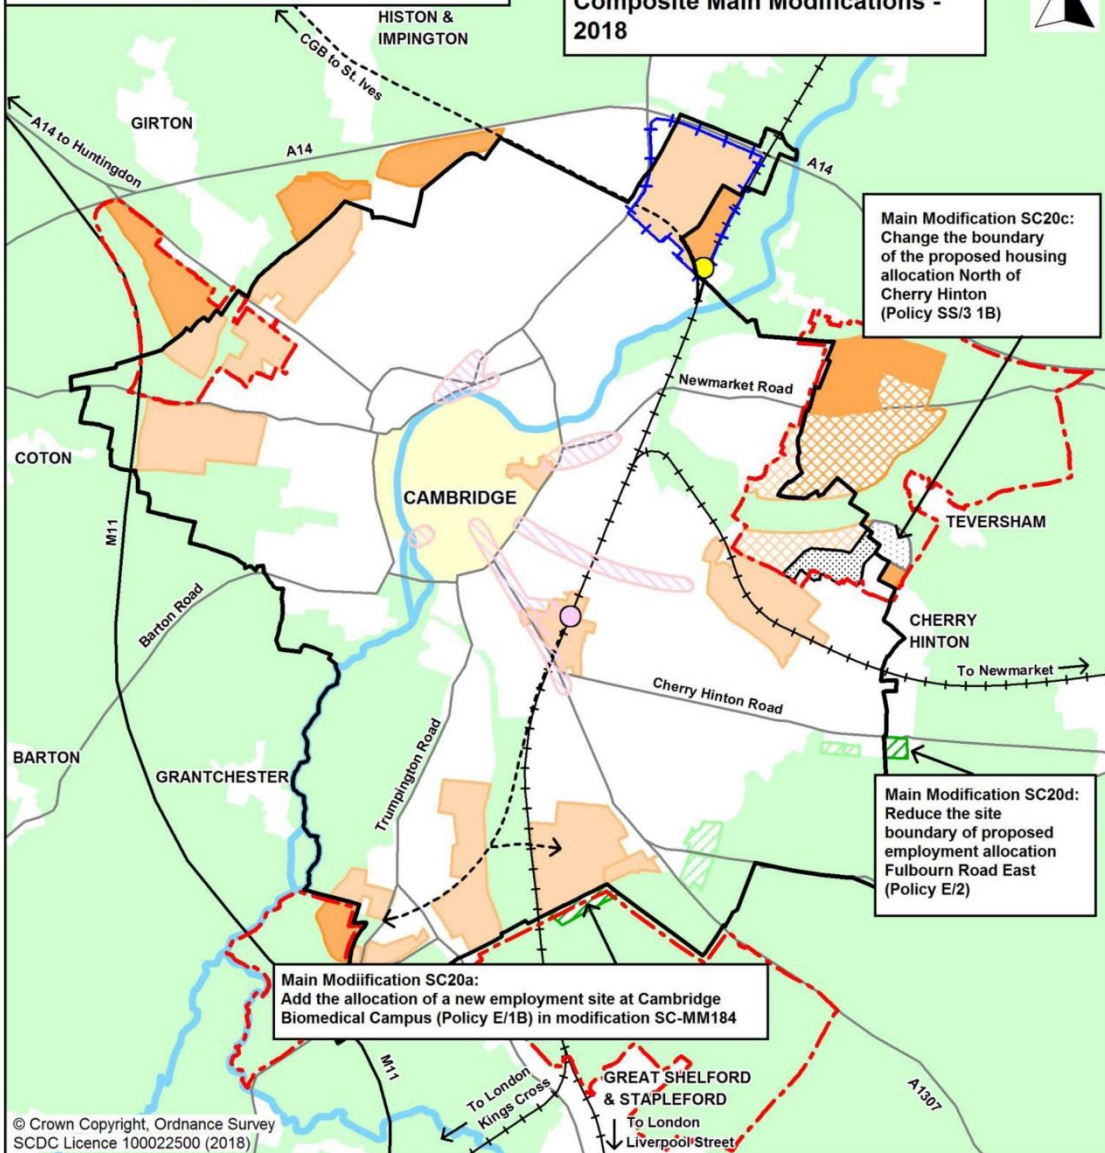 Composite Main Modifications -
2018
HISTON &
IMPINGTON
CGB to St. Ives
GIRTON
A14 to Huntingdon
A14
A14
Main Modification SC20c:
Change the boundary
of the proposed housing
allocation North of
Cherry Hinton
(Policy SS/3 1B)
Newmarket Road
COTON
CAMBRIDGE
TEVERSHAM
M11
Barton Road
CHERRY
HINTON
To Newmarket
Cherry Hinton Road
BARTON
GRANTCHESTER
Trumpington Road
Main Modification SC20d:
Reduce the site
boundary of proposed
employment allocation
Fulbourn Road East
(Policy E/2)
Main Modiification SC20a:
Add the allocation of a new employment site at Cambridge
Biomedical Campus (Policy E/1B) in modification SC-MM184
M11
To London
Kings Cross
GREAT SHELFORD
& STAPLEFORD
To London
Liverpool Street
A1307
© Crown Copyright, Ordnance Survey
SCDC Licence 100022500 (2018)